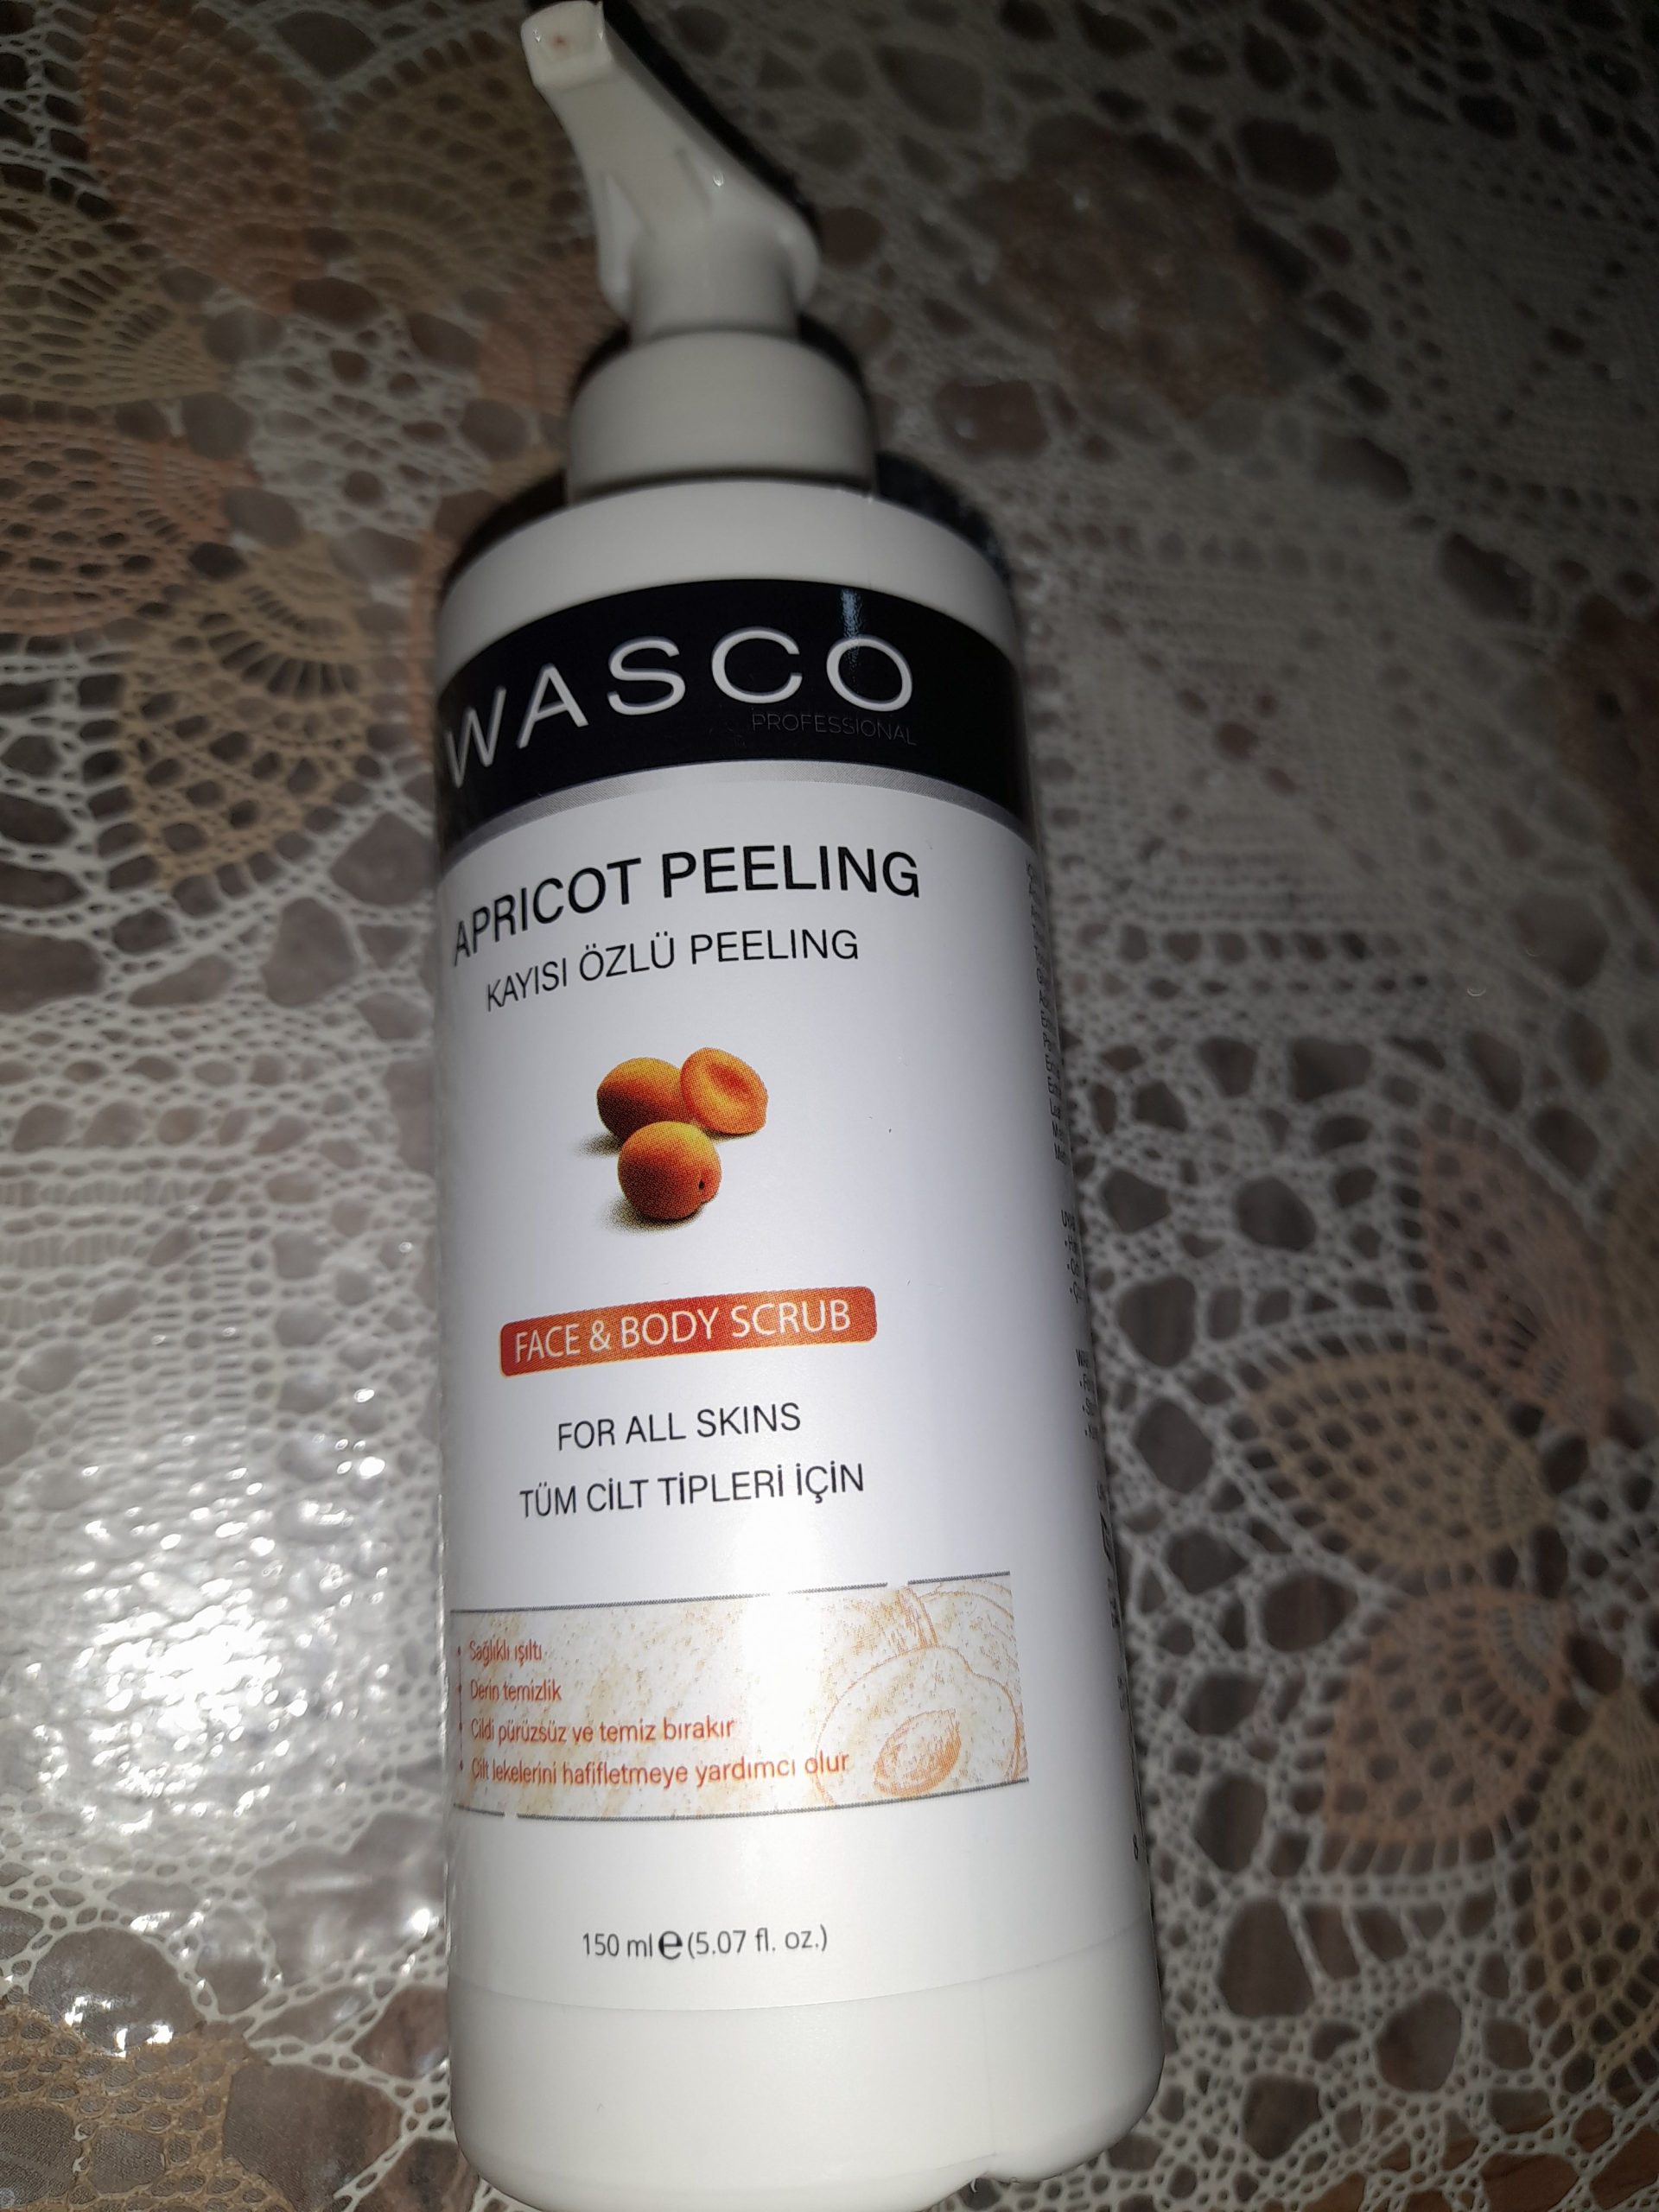 WASCO
PROFESSIONAL
APRICOT PEELING
KAYISI ÖZLÜ PEELING
FACE & BODY SCRUB
FOR ALL SKINS
TÜM CİLT TİPLERİ İÇİN
• Sağlıklı ışıltı
• Derin temizlik
• Cildi pürüzsüz ve temiz bırakır
• Cilt lekelerini hafifletmeye yardımcı olur
150 ml e (5.07 fl. oz.)